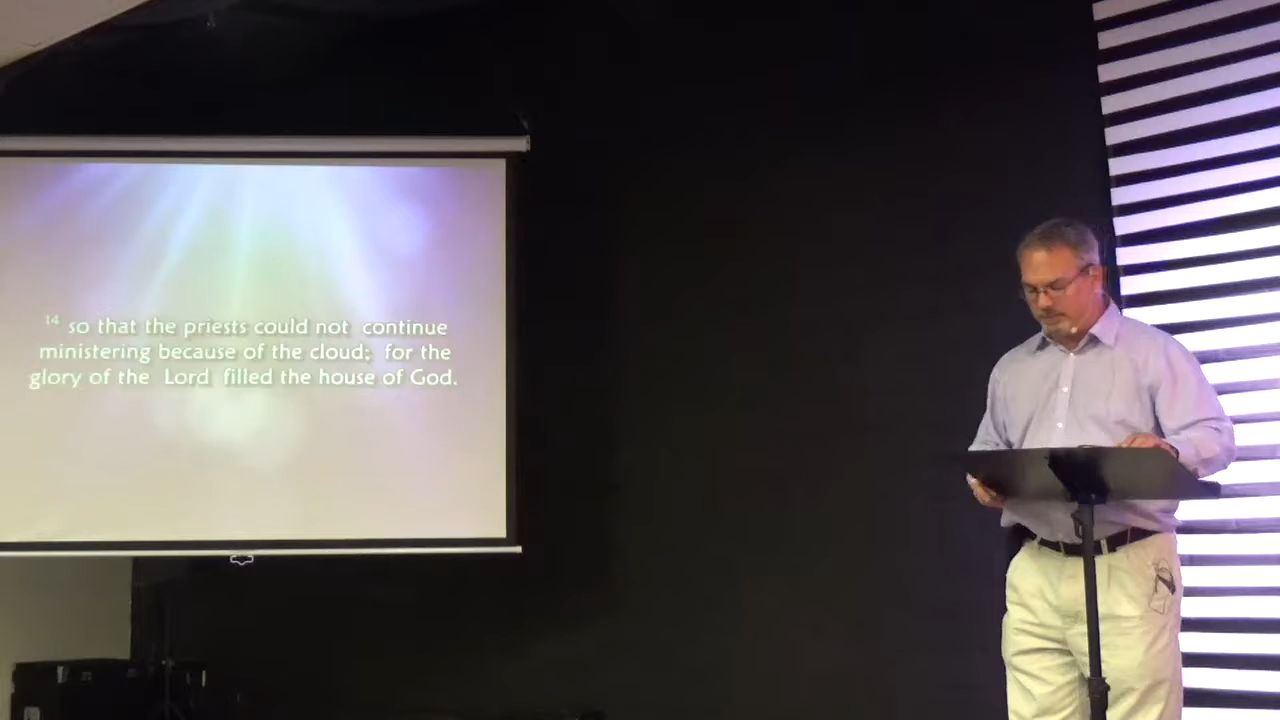 14 so that the priests could not continue
ministering because of the cloud; for the
glory of the Lord filled the house of God.